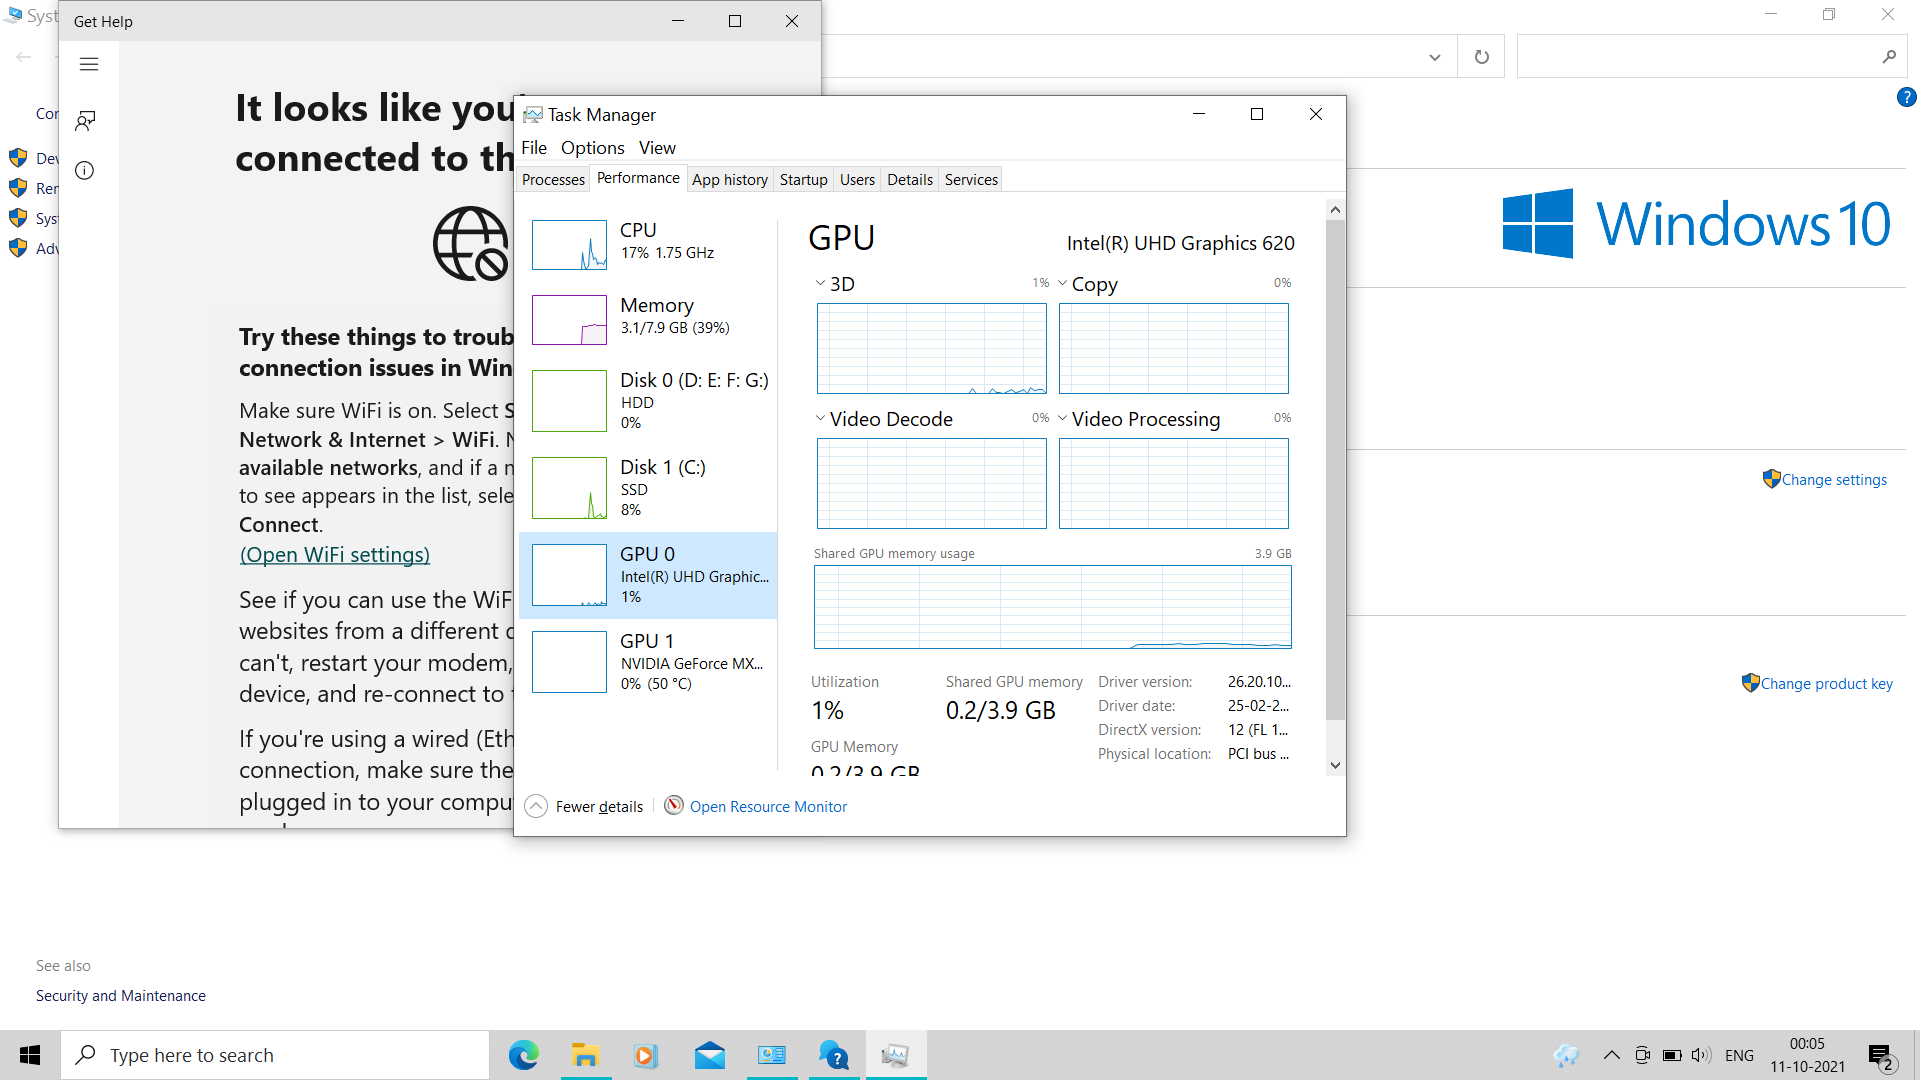 Syst
Get Help
Con
Dev
Ren
Syst
Adv
It looks like you'
connected to th
Try these things to troub
connection issues in Win
Make sure WiFi is on. Select S
Network & Internet > WiFi. N
available networks, and if a n
to see appears in the list, sele
Connect.
(Open WiFi settings)
See if you can use the WiF
websites from a different d
can't, restart your modem,
device, and re-connect to
If you're using a wired (Eth
connection, make sure the
plugged in to your compu
Task Manager
File Options View
Processes Performance App history Startup Users Details Services
CPU
17% 1.75 GHz
Memory
3.1/7.9 GB (39%)
Disk 0 (D: E: F: G:)
HDD
0%
Disk 1 (C:)
SSD
8%
GPU 0
Intel(R) UHD Graphic...
1%
GPU 1
NVIDIA GeForce MX...
0% (50 °C)
GPU Intel(R) UHD Graphics 620
3D 1% Copy 0%
Video Decode 0% Video Processing 0%
Shared GPU memory usage 3.9 GB
Utilization
1%
Shared GPU memory
0.2/3.9 GB
GPU Memory
0.2/3.9 GB
Driver version: 26.20.10...
Driver date: 25-02-2...
DirectX version: 12 (FL 1...
Physical location: PCI bus ...
Fewer details Open Resource Monitor
?
Windows 10
Change settings
Change product key
See also
Security and Maintenance
Type here to search
?
ENG
00:05
11-10-2021
2